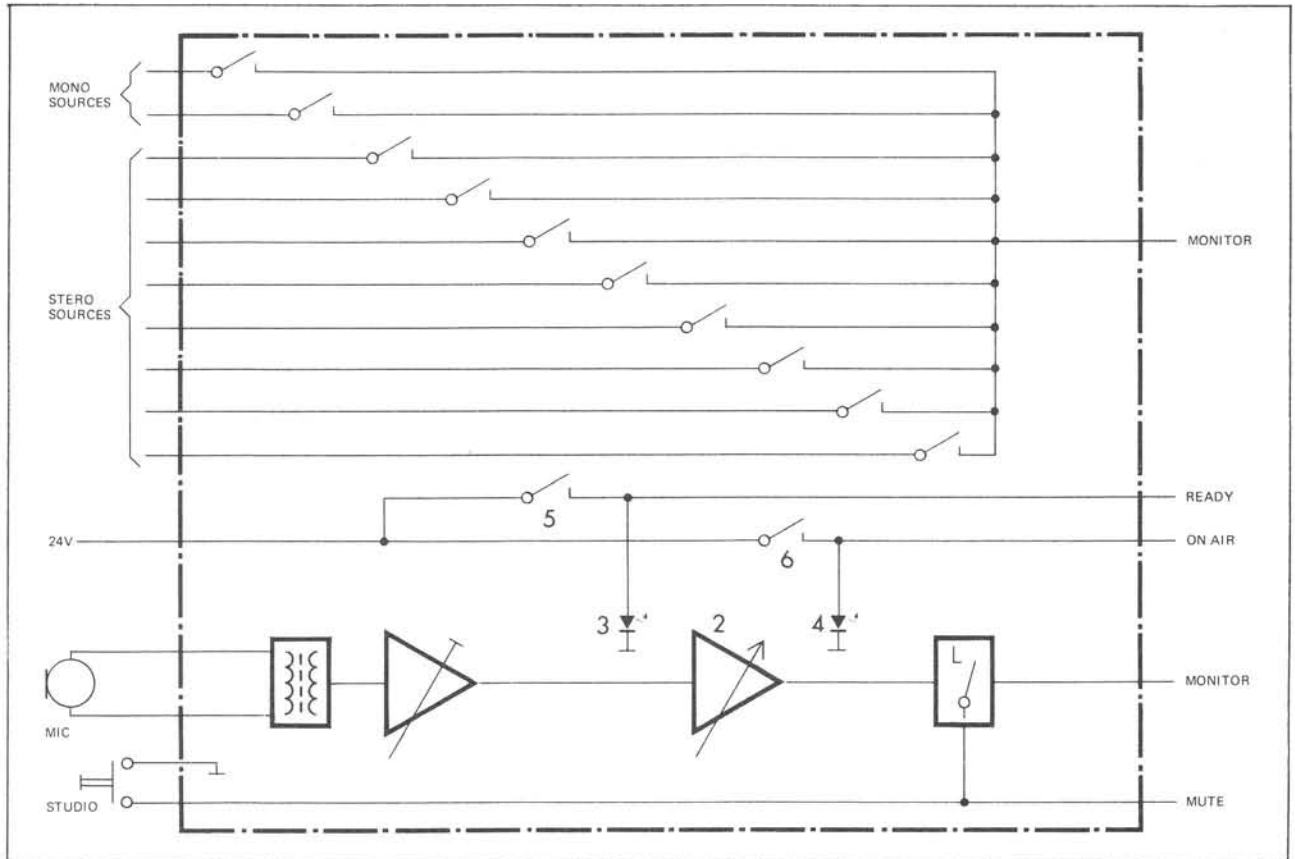 MONO
SOURCES
STERO
SOURCES
MONITOR
READY
5
24V
ON AIR
6
3
2
4
L
MONITOR
MIC
STUDIO
MUTE